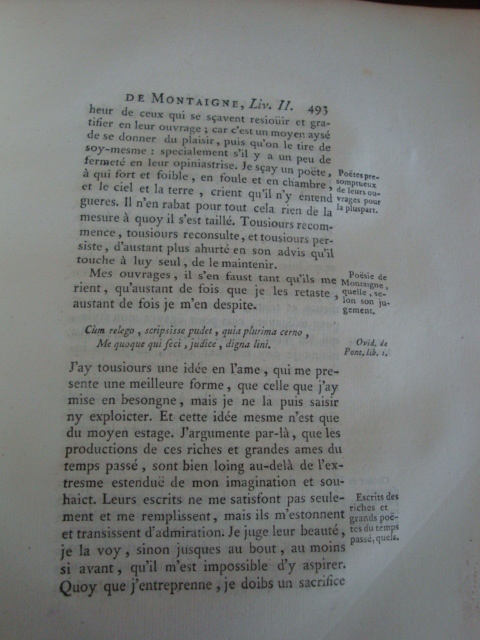 DE MONTAIGNE, Liv. II. 493
heur de ceux qui se sçavent resioüir et gra-
tifier en leur ouvrage ; car c'est un moyen aysé
de se donner du plaisir, puis qu'on le tire de
soy-mesme : specialement s'il y a un peu de
fermeté en leur opiniastrise. Je sçay un poëte,
à qui fort et foible, en foule et en chambre,
et le ciel et la terre, crient qu'il n'y entend
gueres. Il n'en rabat pour tout cela rien de la
mesure à quoy il s'est taillé. Tousiours recom-
mence, tousiours reconsulte, et tousiours per-
siste, d'autant plus ahurté en son advis qu'il
touche à luy seul, de le maintenir.
Poëtes pre-
somptueux
de leurs ou-
vrages pour
la pluspart.
Mes ouvrages, il s'en faust tant qu'ils me
rient, qu'austant de fois que je les retaste,
austant de fois je m'en despite.
Poësie de
Montaigne,
quelle, se-
lon son ju-
gement.
Cùm relego, scripsisse pudet, quia plurima cerno,
Me quoque qui feci, judice, digna lini.
Ovid. de
Pont. lib. 1.
J'ay tousiours une idée en l'ame, qui me pre-
sente une meilleure forme, que celle que j'ay
mise en besongne, mais je ne la puis saisir
ny exploicter. Et cette idée mesme n'est que
du moyen estage. J'argumente par-là, que les
productions de ces riches et grandes ames du
temps passé, sont bien loing au-delà de l'ex-
tresme estenduë de mon imagination et sou-
haict. Leurs escrits ne me satisfont pas seule-
ment et me remplissent, mais ils m'estonnent
et transissent d'admiration. Je juge leur beauté,
je la voy, sinon jusques au bout, au moins
si avant, qu'il m'est impossible d'y aspirer.
Quoy que j'entreprenne, je doibs un sacrifice
Escrits des
riches et
grands poë-
tes du temps
passé, quels.